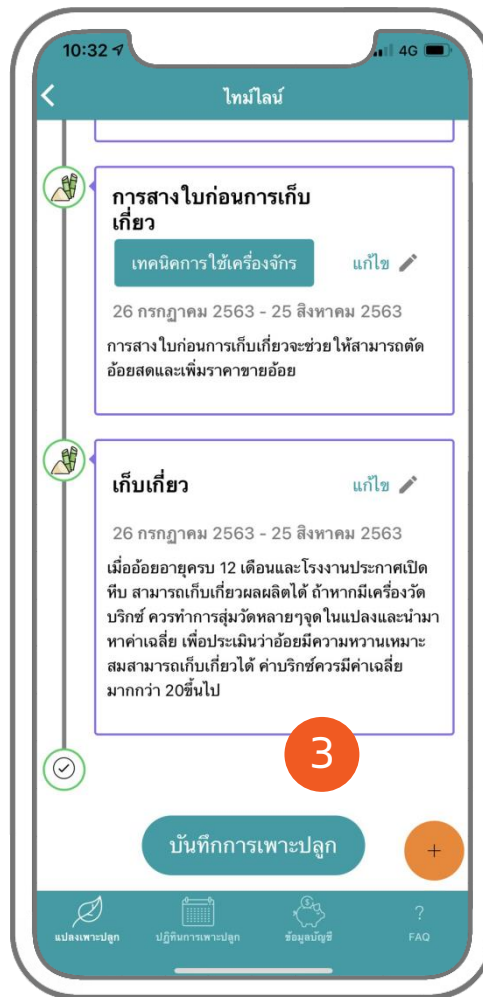 10:32
4G
ไทม์ไลน์
การสางใบก่อนการเก็บ
เกี่ยว
เทคนิคการใช้เครื่องจักร
แก้ไข
26 กรกฎาคม 2563 - 25 สิงหาคม 2563
การสางใบก่อนการเก็บเกี่ยวจะช่วยให้สามารถตัด
อ้อยสดและเพิ่มราคาขายอ้อย
เก็บเกี่ยว
แก้ไข
26 กรกฎาคม 2563 - 25 สิงหาคม 2563
เมื่ออ้อยอายุครบ 12 เดือนและโรงงานประกาศเปิด
หีบ สามารถเก็บเกี่ยวผลผลิตได้ ถ้าหากมีเครื่องวัด
บริกซ์ ควรทำการสุ่มวัดหลายๆจุดในแปลงและนำมา
หาค่าเฉลี่ย เพื่อประเมินว่าอ้อยมีความหวานเหมาะ
สมสามารถเก็บเกี่ยวได้ ค่าบริกซ์ควรมีค่าเฉลี่ย
มากกว่า 20ขึ้นไป
3
บันทึกการเพาะปลูก
+
แปลงเพาะปลูก
ปฏิทินการเพาะปลูก
ข้อมูลบัญชี
?
FAQ